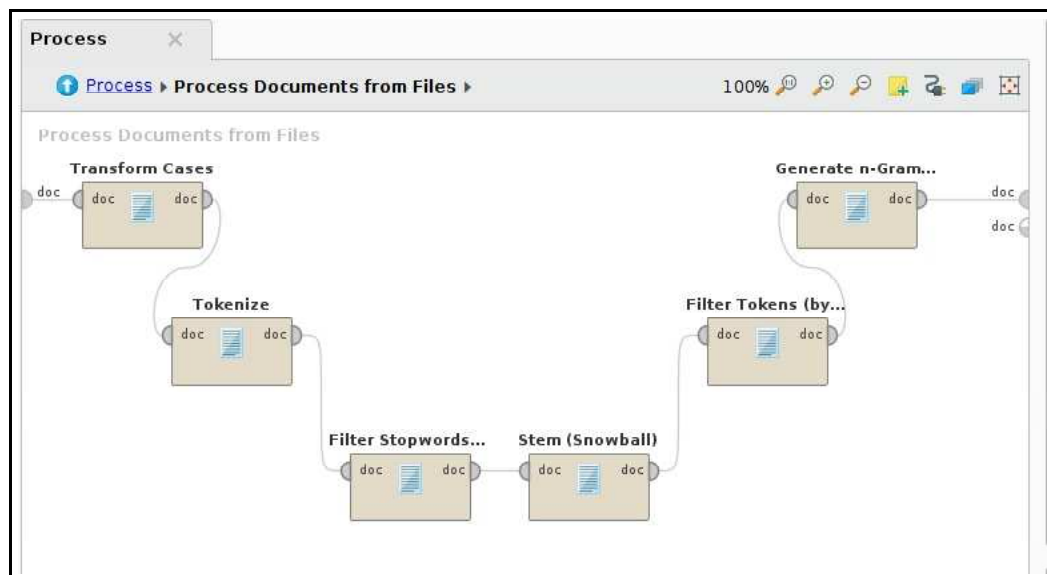 Process
Process Process Documents from Files
100%
Process Documents from Files
Transform Cases
doc
doc
doc
Tokenize
doc
doc
Filter Stopwords...
doc
doc
Stem (Snowball)
doc
doc
Filter Tokens (by...
doc
doc
Generate n-Gram...
doc
doc
doc
doc